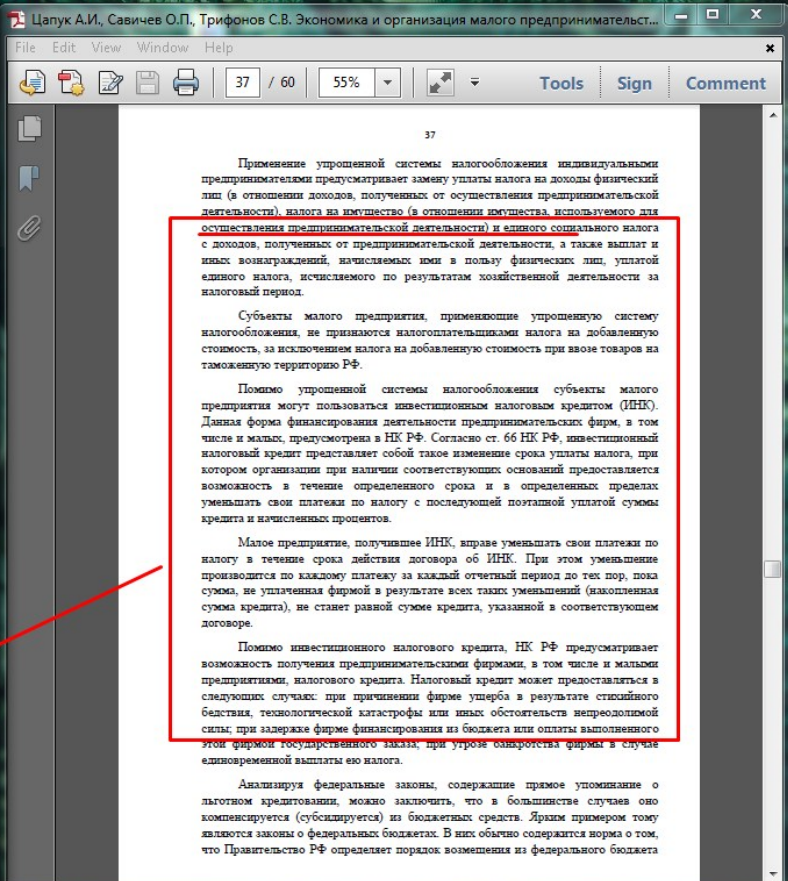 Цапук А.И., Савичев О.П., Трифонов С.В. Экономика и организация малого предпринимательст...
File Edit View Window Help
37 / 60 55% Tools Sign Comment
37
Применение упрощенной системы налогообложения индивидуальными
предпринимателями предусматривает замену уплаты налога на доходы физический
лиц (в отношении доходов, полученных от осуществления предпринимательской
деятельности), налога на имущество (в отношении имущества, используемого для
осуществления предпринимательской деятельности) и единого социального налога
с доходов, полученных от предпринимательской деятельности, а также выплат и
иных вознаграждений, начисляемых ими в пользу физических лиц, уплатой
единого налога, исчисляемого по результатам хозяйственной деятельности за
налоговый период.
Субъекты малого предприятия, применяющие упрощенную систему
налогообложения, не признаются налогоплательщиками налога на добавленную
стоимость, за исключением налога на добавленную стоимость при ввозе товаров на
таможенную территорию РФ.
Помимо упрощенной системы налогообложения субъекты малого
предприятия могут пользоваться инвестиционным налоговым кредитом (ИНК).
Данная форма финансирования деятельности предпринимательских фирм, в том
числе и малых, предусмотрена в НК РФ. Согласно ст. 66 НК РФ, инвестиционный
налоговый кредит представляет собой такое изменение срока уплаты налога, при
котором организации при наличии соответствующих оснований предоставляется
возможность в течение определенного срока и в определенных пределах
уменьшать свои платежи по налогу с последующей поэтапной уплатой суммы
кредита и начисленных процентов.
Малое предприятие, получившее ИНК, вправе уменьшать свои платежи по
налогу в течение срока действия договора об ИНК. При этом уменьшение
производится по каждому платежу за каждый отчетный период до тех пор, пока
сумма, не уплаченная фирмой в результате всех таких уменьшений (накопленная
сумма кредита), не станет равной сумме кредита, указанной в соответствующем
договоре.
Помимо инвестиционного налогового кредита, НК РФ предусматривает
возможность получения предпринимательскими фирмами, в том числе и малыми
предприятиями, налогового кредита. Налоговый кредит может предоставляться в
следующих случаях: при причинении фирме ущерба в результате стихийного
бедствия, технологической катастрофы или иных обстоятельств непреодолимой
силы; при задержке фирме финансирования из бюджета или оплаты выполненного
этой фирмой государственного заказа; при угрозе банкротства фирмы в случае
единовременной выплаты ею налога.
Анализируя федеральные законы, содержащие прямое упоминание о
льготном кредитовании, можно заключить, что в большинстве случаев оно
компенсируется (субсидируется) из бюджетных средств. Ярким примером тому
являются законы о федеральных бюджетах. В них обычно содержится норма о том,
что Правительство РФ определяет порядок возмещения из федерального бюджета